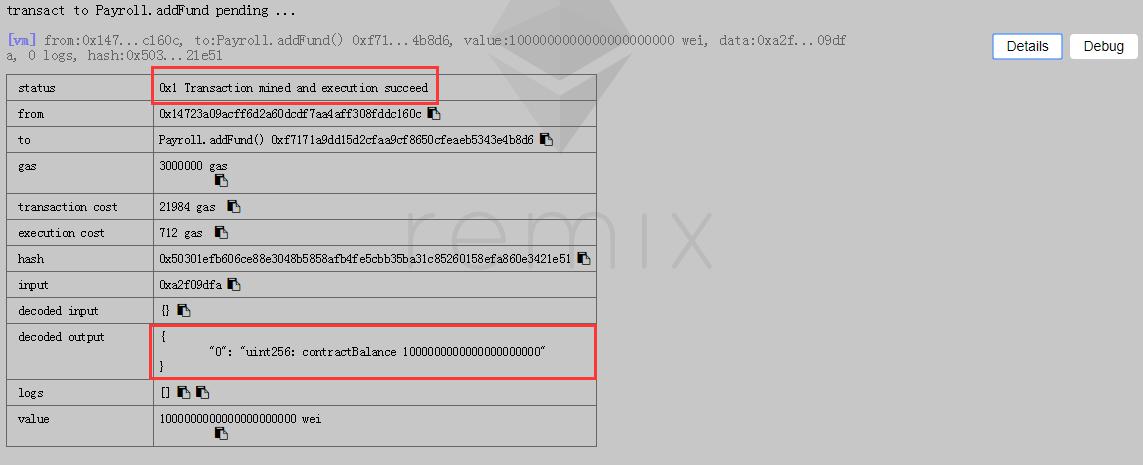 transact to Payroll.addFund pending ...
[vm] from:0x147...c160c, to:Payroll.addFund() 0xf71...4b8d6, value:1000000000000000000000 wei, data:0xa2f...09df
a, 0 logs, hash:0x503...21e51
Details
Debug
status 0x1 Transaction mined and execution succeed
from 0x14723a09acff6d2a60dcdf7aa4aff308fddc160c
to Payroll.addFund() 0xf7171a9dd15d2cfaa9cf8650cfeaeb5343e4b8d6
gas 3000000 gas
transaction cost 21984 gas
execution cost 712 gas
hash 0x50301efb606ce88e3048b5858afb4fe5cbb35ba31c85260158efa860e3421e51
input 0xa2f09dfa
decoded input {}
decoded output {
"0": "uint256: contractBalance 1000000000000000000000"
}
logs []
value 1000000000000000000000 wei
remix